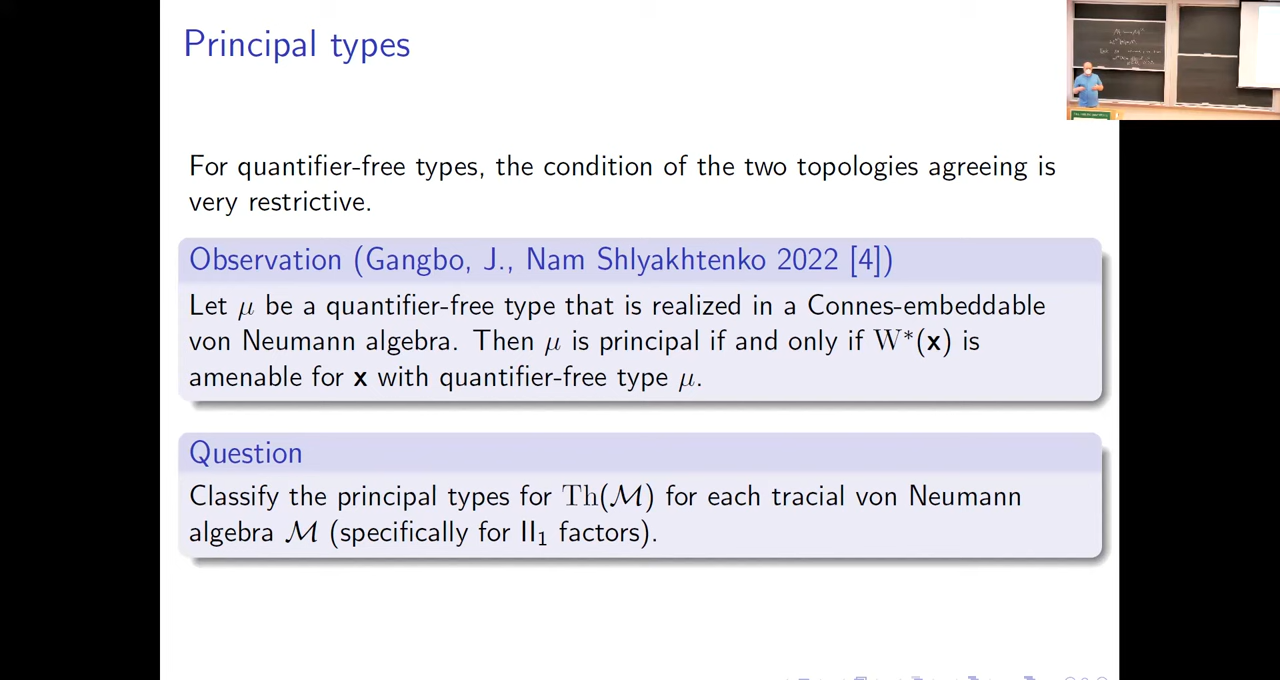 Principal types
For quantifier-free types, the condition of the two topologies agreeing is
very restrictive.
Observation (Gangbo, J., Nam Shlyakhtenko 2022 [4])
Let μ be a quantifier-free type that is realized in a Connes-embeddable
von Neumann algebra. Then μ is principal if and only if W*(x) is
amenable for x with quantifier-free type μ.
Question
Classify the principal types for Th(ℳ) for each tracial von Neumann
algebra ℳ (specifically for II₁ factors).